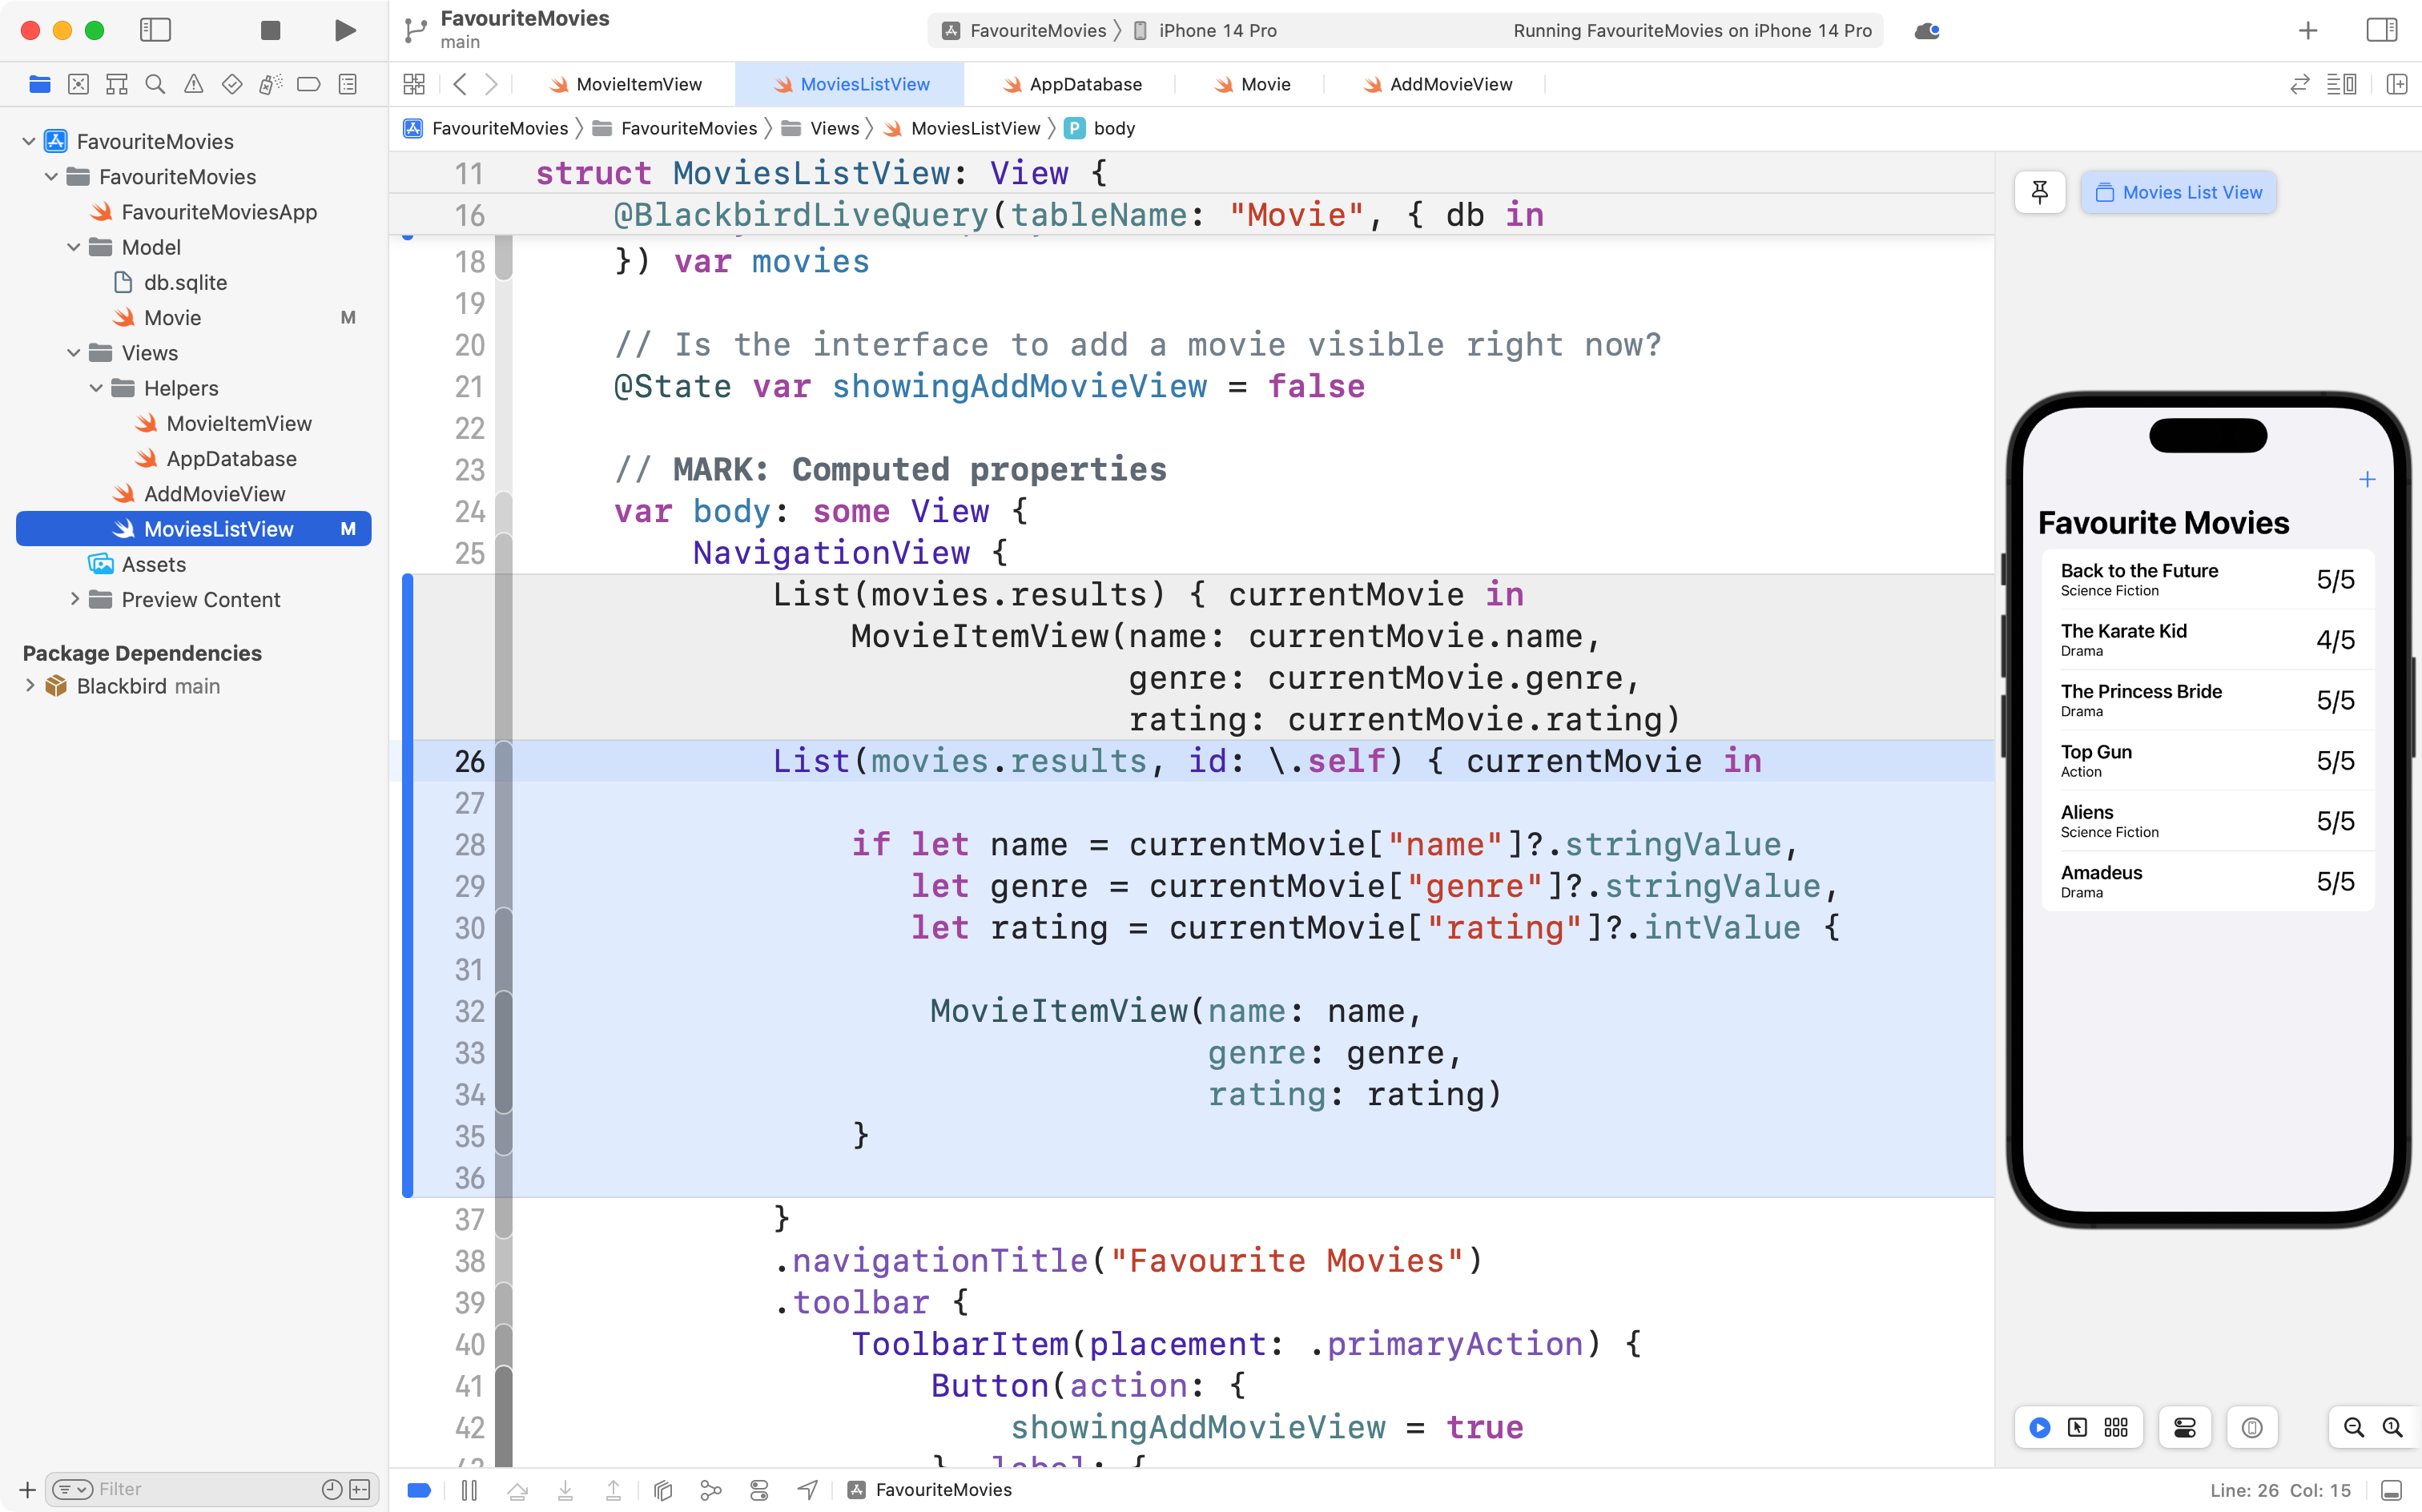 FavouriteMovies
main
FavouriteMovies
iPhone 14 Pro
Running FavouriteMovies on iPhone 14 Pro
MovieItemView
MoviesListView
AppDatabase
Movie
AddMovieView
FavouriteMovies
FavouriteMovies
Views
MoviesListView
P body
FavouriteMovies
FavouriteMovies
FavouriteMoviesApp
Model
db.sqlite
Movie M
Views
Helpers
MovieItemView
AppDatabase
AddMovieView
MoviesListView M
Assets
Preview Content
Package Dependencies
Blackbird main
Filter
11 struct MoviesListView: View {
16 @BlackbirdLiveQuery(tableName: "Movie", { db in
18 }) var movies
19
20 // Is the interface to add a movie visible right now?
21 @State var showingAddMovieView = false
22
23 // MARK: Computed properties
24 var body: some View {
25 NavigationView {
List(movies.results) { currentMovie in
MovieItemView(name: currentMovie.name,
genre: currentMovie.genre,
rating: currentMovie.rating)
26 List(movies.results, id: \.self) { currentMovie in
27
28 if let name = currentMovie["name"]?.stringValue,
29 let genre = currentMovie["genre"]?.stringValue,
30 let rating = currentMovie["rating"]?.intValue {
31
32 MovieItemView(name: name,
33 genre: genre,
34 rating: rating)
35 }
36
37 }
38 .navigationTitle("Favourite Movies")
39 .toolbar {
40 ToolbarItem(placement: .primaryAction) {
41 Button(action: {
42 showingAddMovieView = true
Movies List View
Favourite Movies
Back to the Future
Science Fiction
5/5
The Karate Kid
Drama
4/5
The Princess Bride
Drama
5/5
Top Gun
Action
5/5
Aliens
Science Fiction
5/5
Amadeus
Drama
5/5
FavouriteMovies
Line: 26 Col: 15